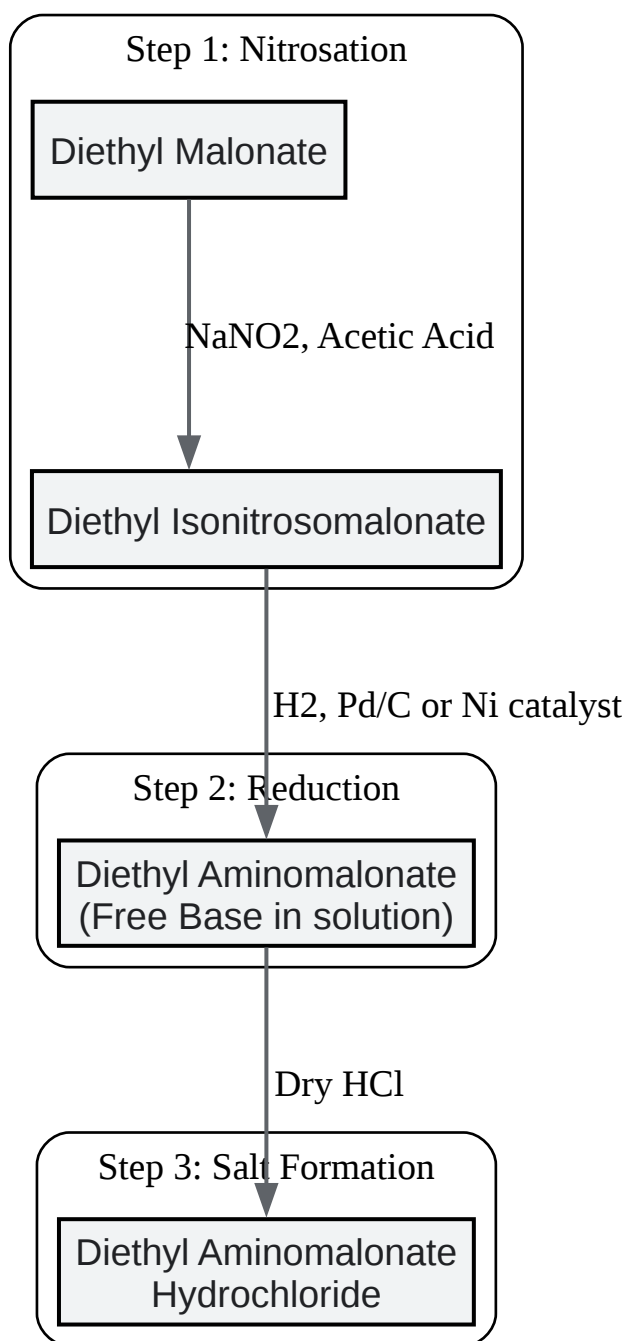 Step 1: Nitrosation
Diethyl Malonate
NaNO2, Acetic Acid
Diethyl Isonitrosomalonate
H2, Pd/C or Ni catalyst
Step 2: Reduction
Diethyl Aminomalonate
(Free Base in solution)
Dry HCl
Step 3: Salt Formation
Diethyl Aminomalonate
Hydrochloride